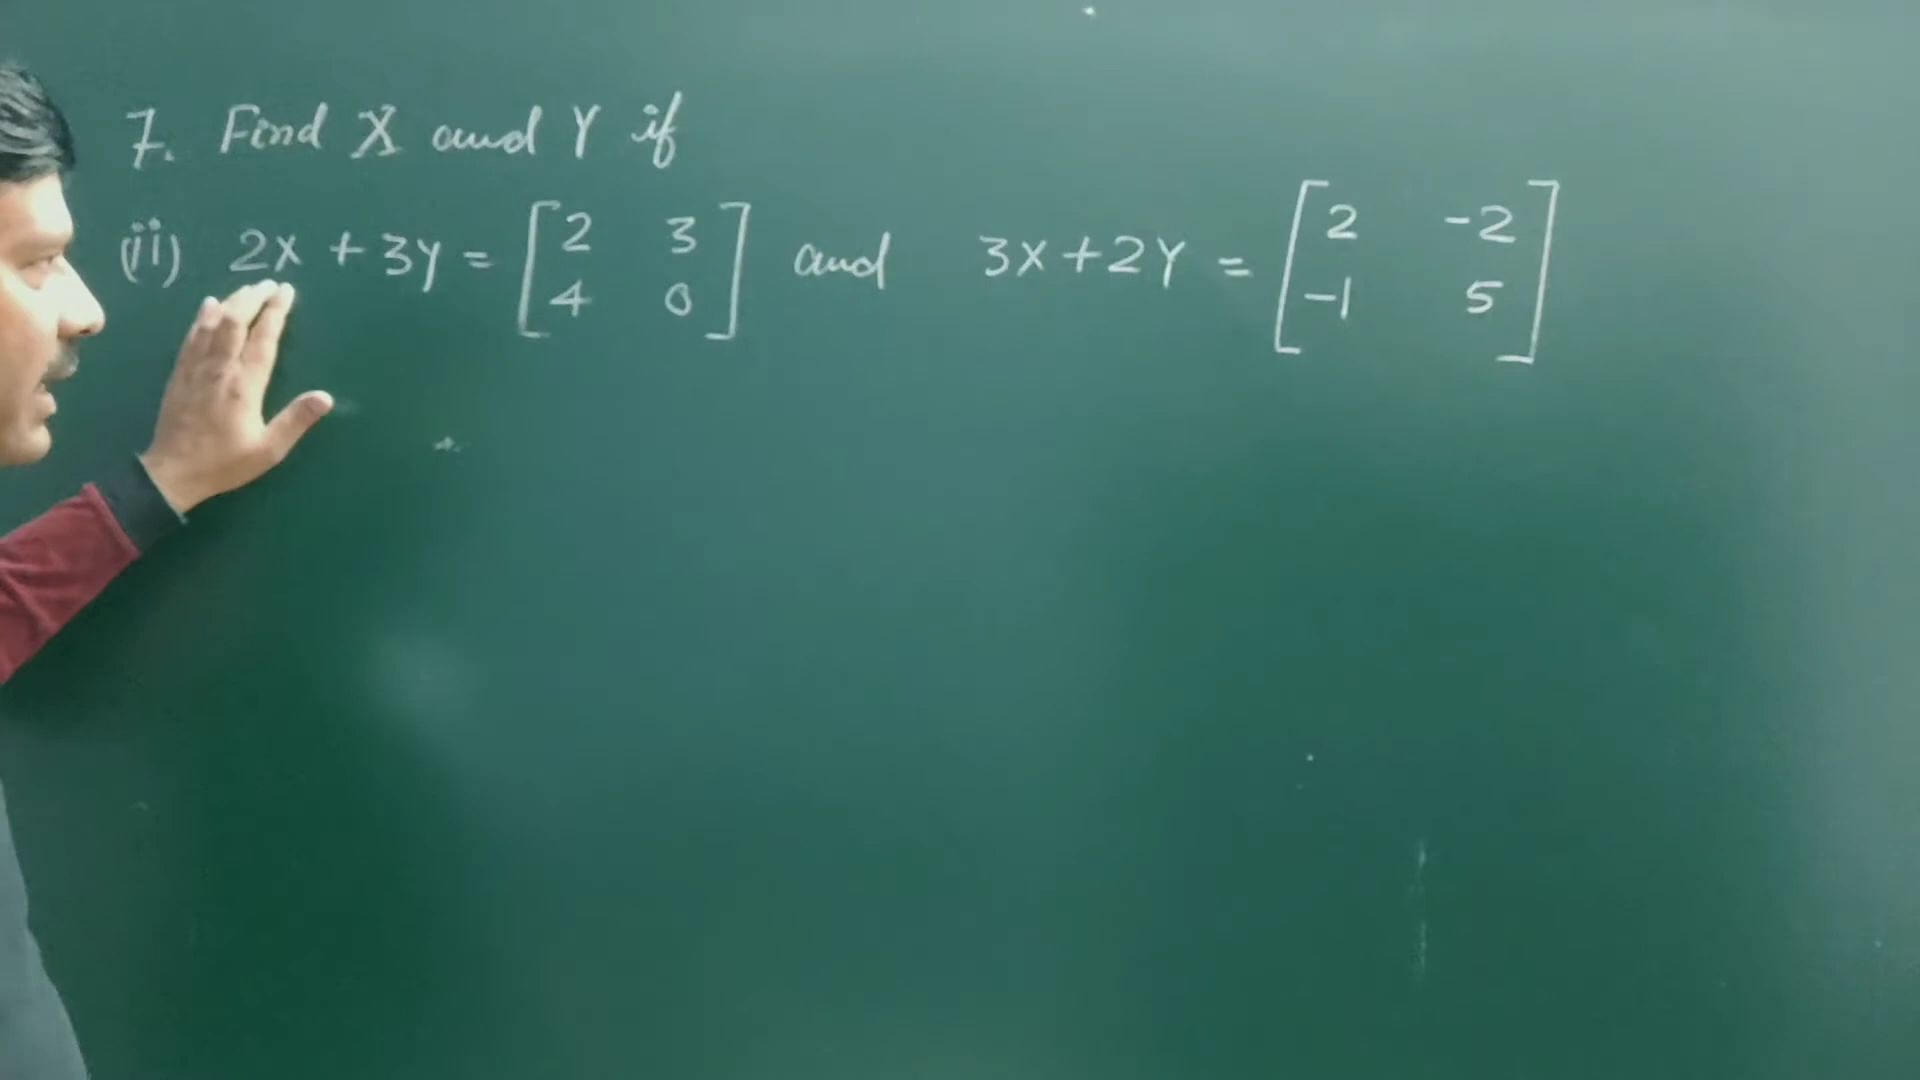 7. Find X and Y if
(ii) 2X + 3Y = [2 3 4 0] and 3X + 2Y = [2 -2 -1 5]